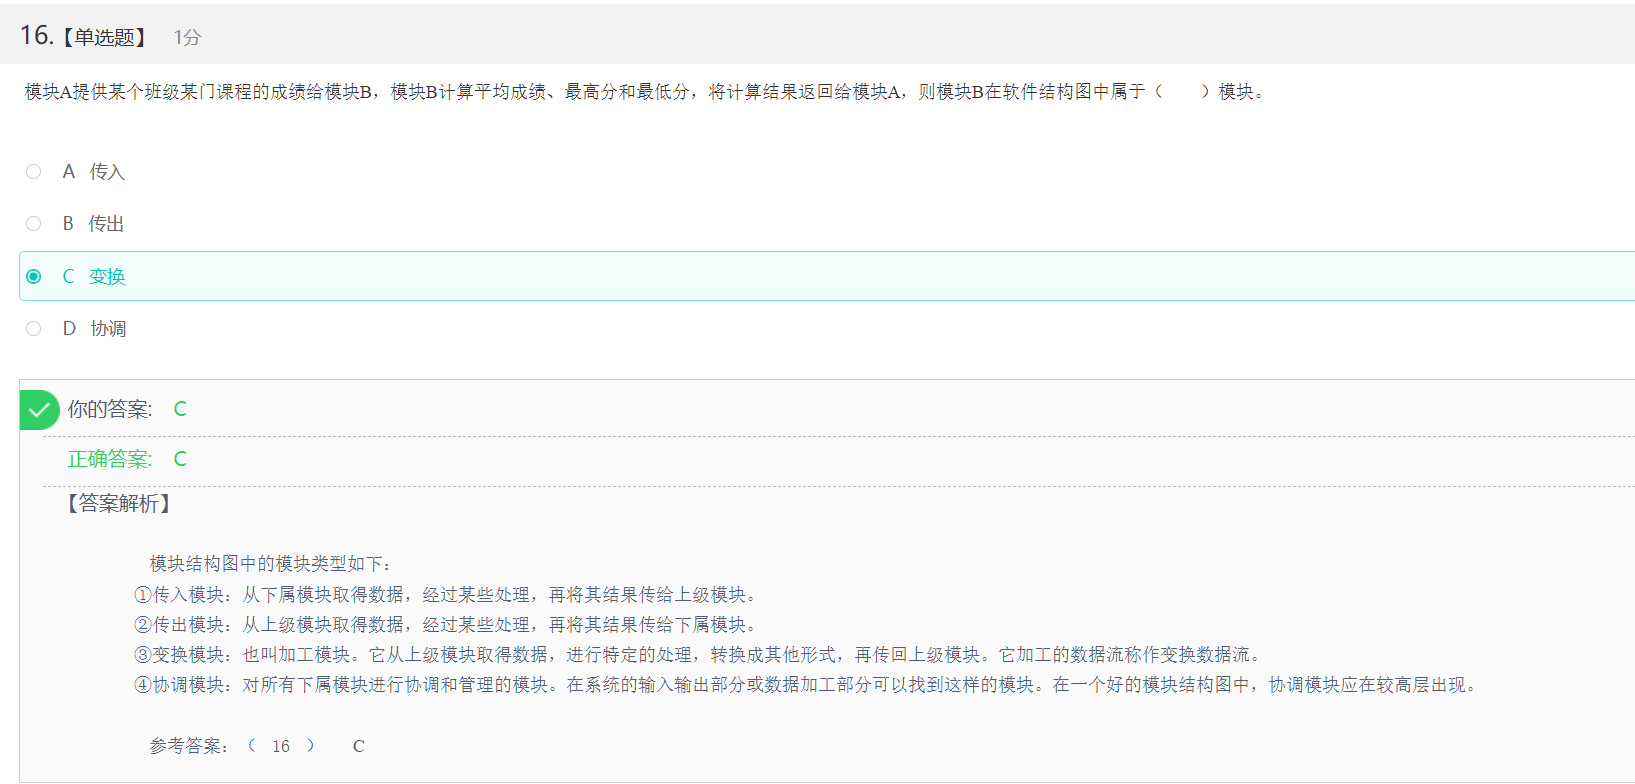 16.【单选题】 1分
模块A提供某个班级某门课程的成绩给模块B，模块B计算平均成绩、最高分和最低分，将计算结果返回给模块A，则模块B在软件结构图中属于（　　）模块。
A 传入
B 传出
C 变换
D 协调
你的答案: C
正确答案: C
【答案解析】
模块结构图中的模块类型如下：
①传入模块：从下属模块取得数据，经过某些处理，再将其结果传给上级模块。
②传出模块：从上级模块取得数据，经过某些处理，再将其结果传给下属模块。
③变换模块：也叫加工模块。它从上级模块取得数据，进行特定的处理，转换成其他形式，再传回上级模块。它加工的数据流称作变换数据流。
④协调模块：对所有下属模块进行协调和管理的模块。在系统的输入输出部分或数据加工部分可以找到这样的模块。在一个好的模块结构图中，协调模块应在较高层出现。
参考答案：（ 16 ） C